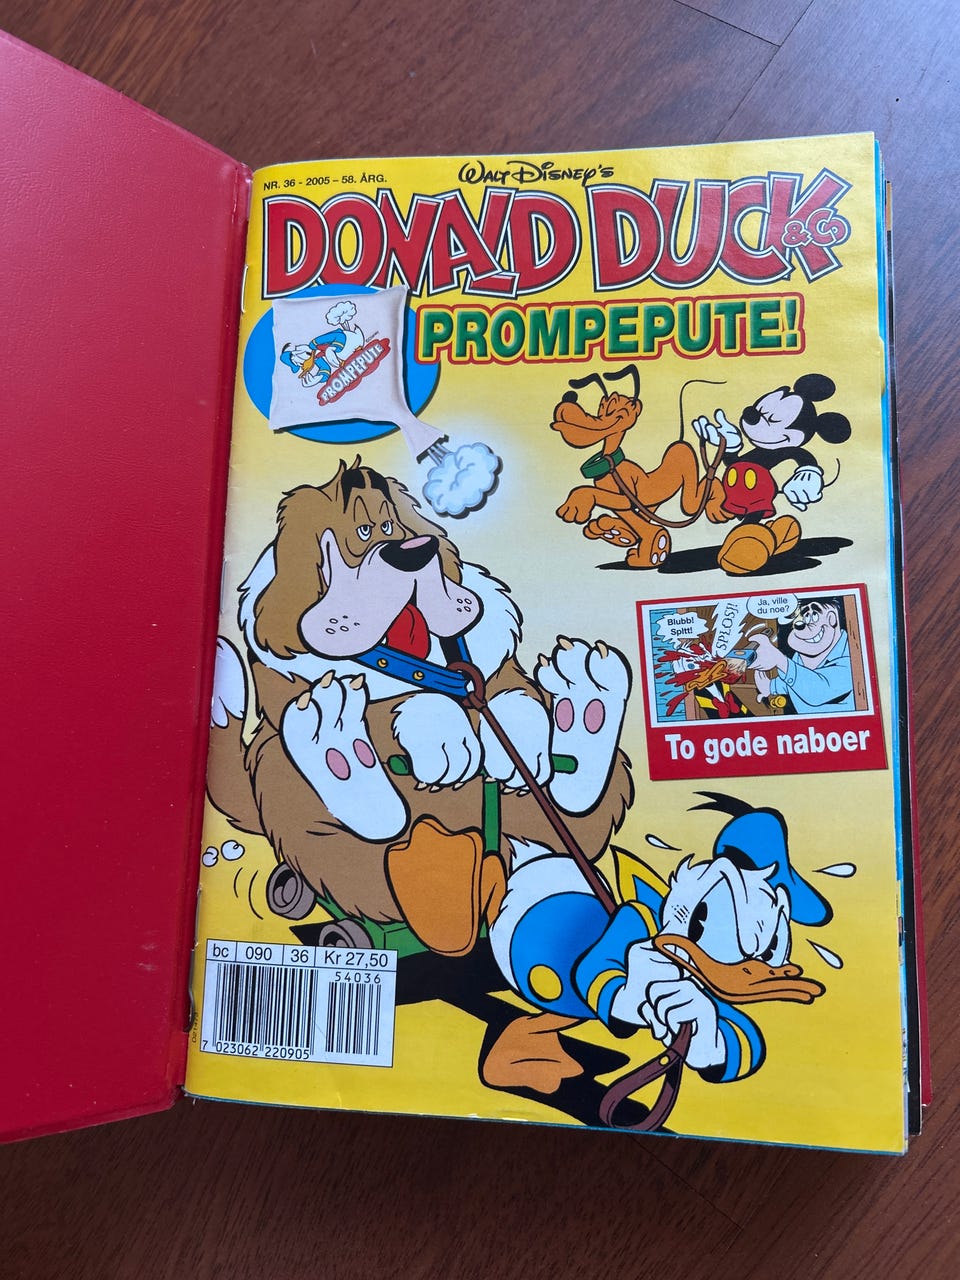 NR. 36 - 2005 – 58. ÅRG.
WALT DISNEY'S
DONALD DUCK
& CO
PROMPEPUTE!
PROMPEPUTE
Ja, ville
du noe?
Blubb!
Spltt!
SPLOSJ!
To gode naboer
bc 090 36 Kr 27,50
54036
7 023062 220905